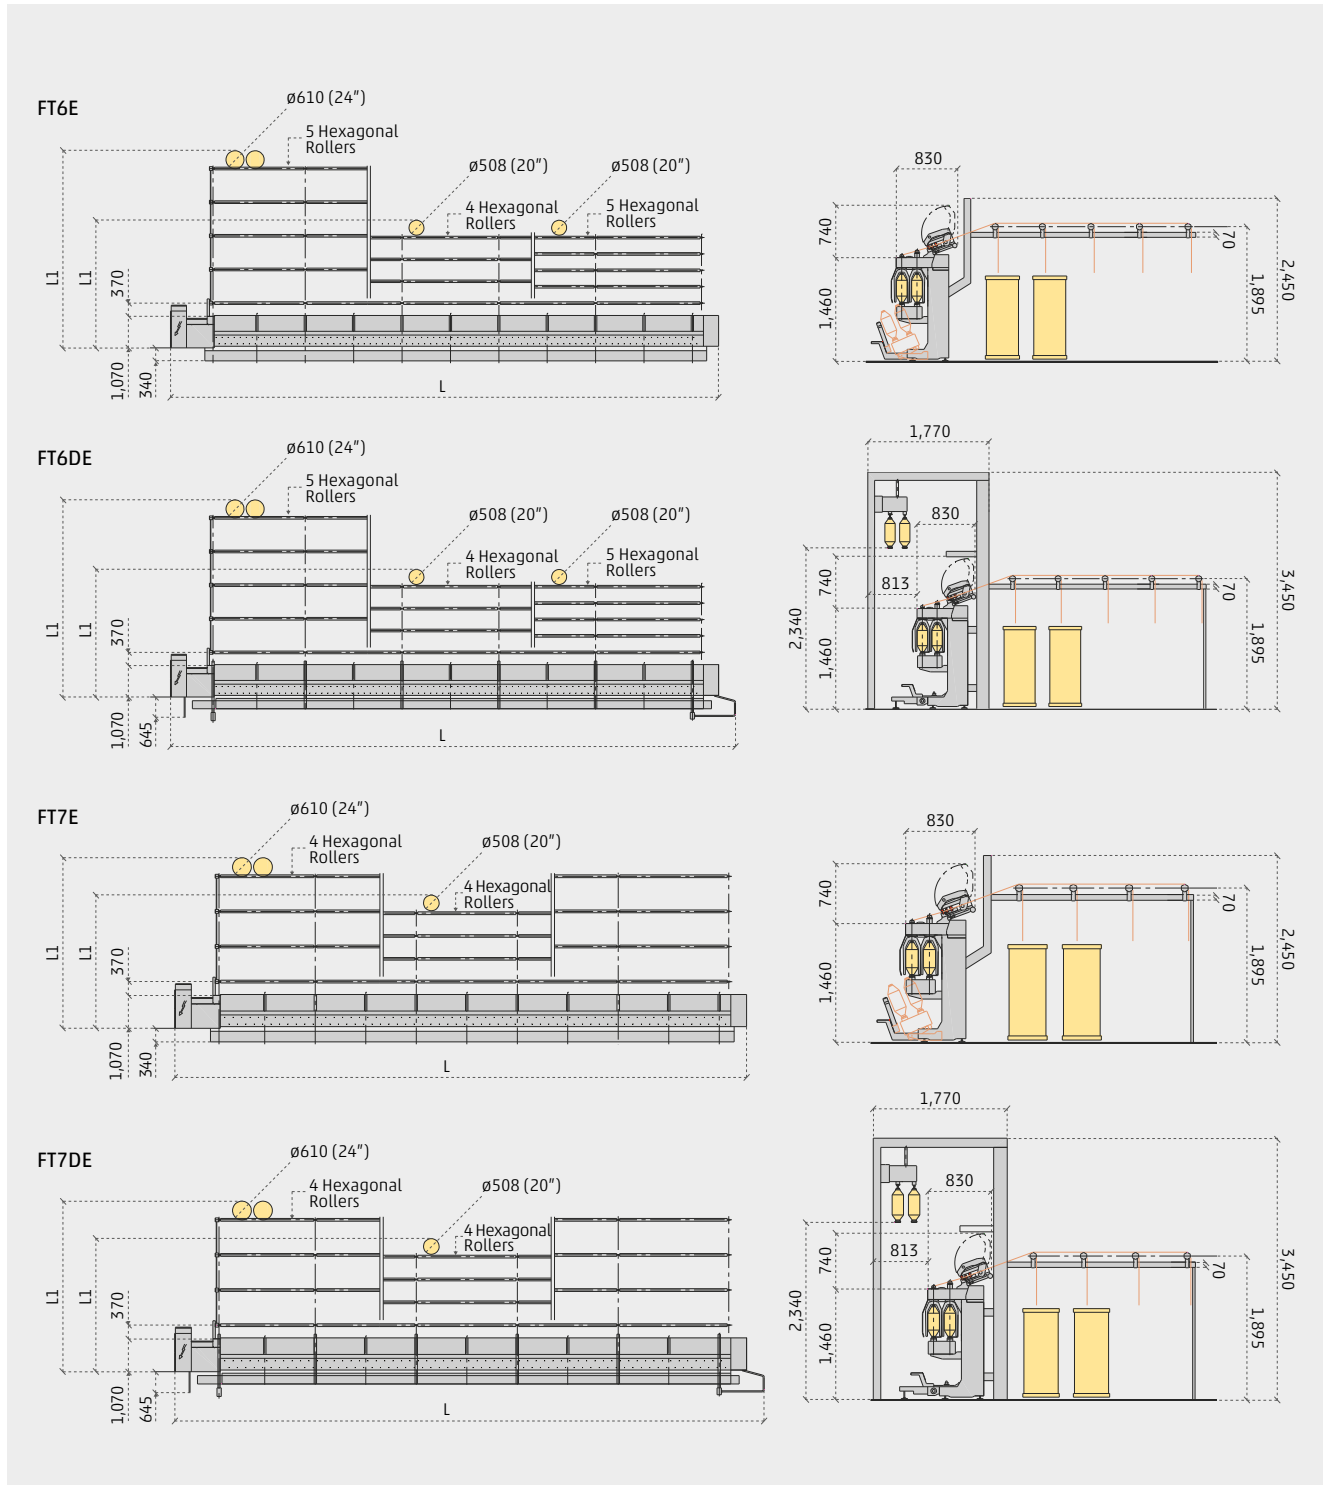 FT6E
ø610 (24″)
5 Hexagonal
Rollers
ø508 (20″)
ø508 (20″)
4 Hexagonal
Rollers
5 Hexagonal
Rollers
L1
L1
370
1,070
340
L
830
740
1,460
70
1,895
2,450
FT6DE
ø610 (24″)
5 Hexagonal
Rollers
ø508 (20″)
ø508 (20″)
4 Hexagonal
Rollers
5 Hexagonal
Rollers
L1
L1
370
1,070
645
L
1,770
830
740
813
2,340
1,460
70
1,895
3,450
FT7E
ø610 (24″)
4 Hexagonal
Rollers
ø508 (20″)
4 Hexagonal
Rollers
L1
L1
370
1,070
340
L
830
740
1,460
70
1,895
2,450
FT7DE
ø610 (24″)
4 Hexagonal
Rollers
ø508 (20″)
4 Hexagonal
Rollers
L1
L1
370
1,070
645
L
1,770
830
740
813
2,340
1,460
70
1,895
3,450